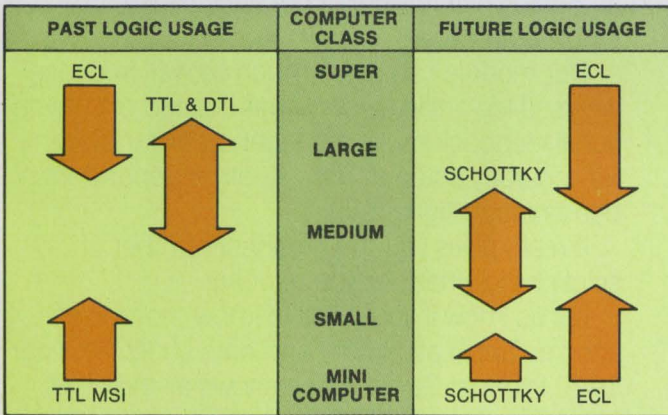 PAST LOGIC USAGE
COMPUTER
CLASS
FUTURE LOGIC USAGE
ECL
SUPER
ECL
TTL & DTL
LARGE
SCHOTTKY
MEDIUM
SMALL
TTL MSI
MINI
COMPUTER
SCHOTTKY
ECL